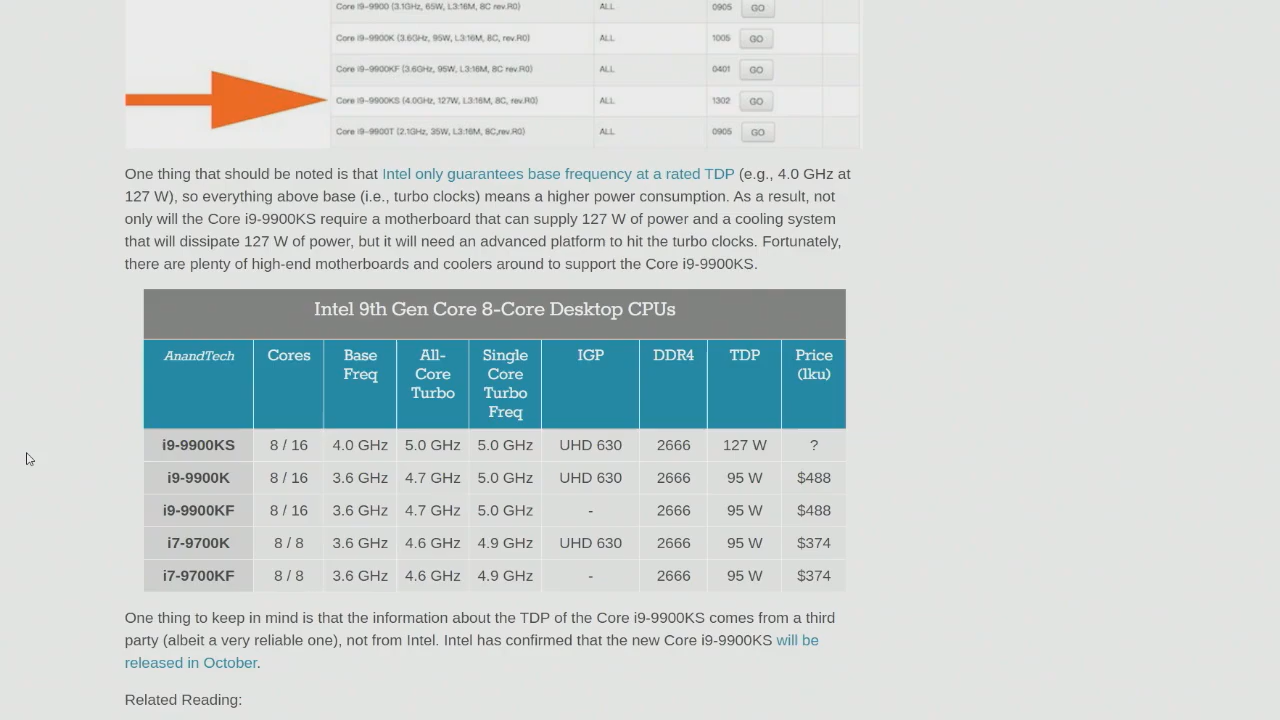 Core i9-9900 (3.1GHz, 65W, L3:16M, 8C rev.R0) ALL 0905 GO
Core i9-9900K (3.6GHz, 95W, L3:16M, 8C, rev.R0) ALL 1005 GO
Core i9-9900KF (3.6GHz, 95W, L3:16M, 8C rev.R0) ALL 0401 GO
Core i9-9900KS (4.0GHz, 127W, L3:16M, 8C, rev.R0) ALL 1302 GO
Core i9-9900T (2.1GHz, 35W, L3:16M, 8C,rev.R0) ALL 0905 GO
One thing that should be noted is that Intel only guarantees base frequency at a rated TDP (e.g., 4.0 GHz at
127 W), so everything above base (i.e., turbo clocks) means a higher power consumption. As a result, not
only will the Core i9-9900KS require a motherboard that can supply 127 W of power and a cooling system
that will dissipate 127 W of power, but it will need an advanced platform to hit the turbo clocks. Fortunately,
there are plenty of high-end motherboards and coolers around to support the Core i9-9900KS.
Intel 9th Gen Core 8-Core Desktop CPUs
AnandTech Cores Base Freq All-Core Turbo Single Core Turbo Freq IGP DDR4 TDP Price (1ku)
i9-9900KS 8 / 16 4.0 GHz 5.0 GHz 5.0 GHz UHD 630 2666 127 W ?
i9-9900K 8 / 16 3.6 GHz 4.7 GHz 5.0 GHz UHD 630 2666 95 W $488
i9-9900KF 8 / 16 3.6 GHz 4.7 GHz 5.0 GHz - 2666 95 W $488
i7-9700K 8 / 8 3.6 GHz 4.6 GHz 4.9 GHz UHD 630 2666 95 W $374
i7-9700KF 8 / 8 3.6 GHz 4.6 GHz 4.9 GHz - 2666 95 W $374
One thing to keep in mind is that the information about the TDP of the Core i9-9900KS comes from a third
party (albeit a very reliable one), not from Intel. Intel has confirmed that the new Core i9-9900KS will be
released in October.
Related Reading: